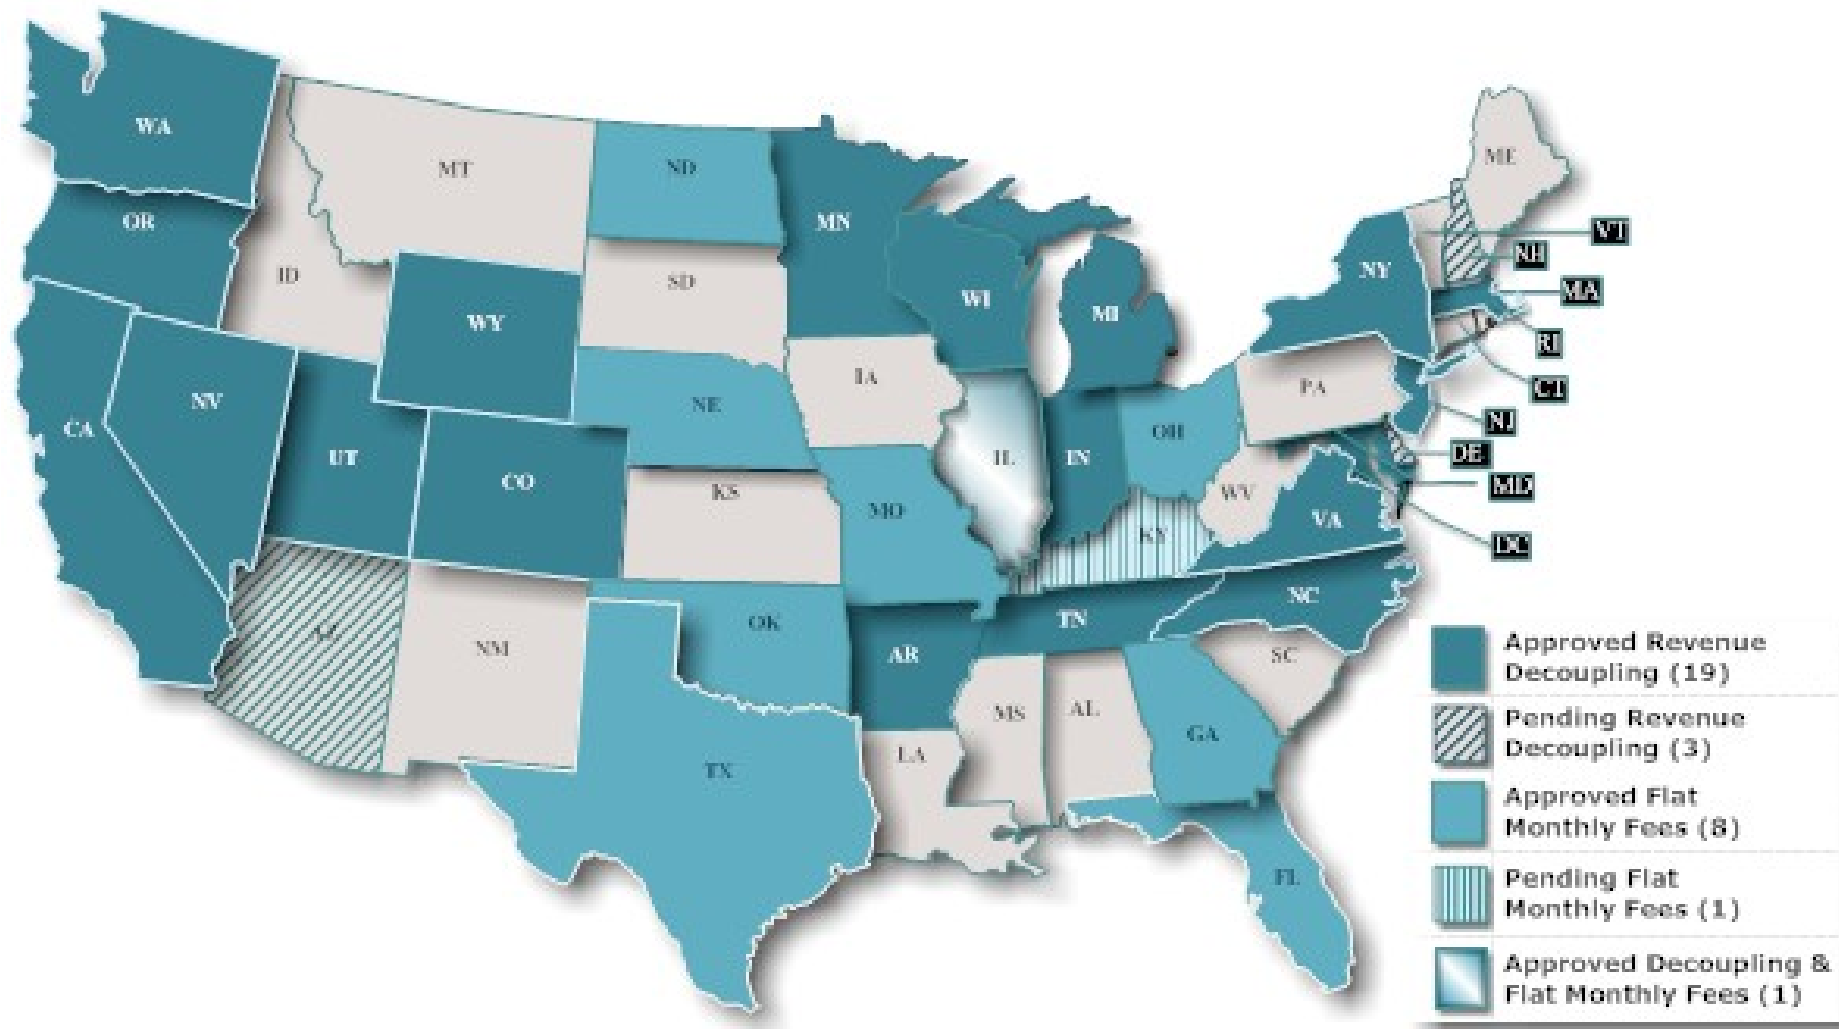 WA
MT
ND
MN
ME
OR
ID
SD
WI
MI
NY
VT
NH
MA
WY
RI
IA
PA
CT
NV
NE
OH
NJ
CA
UT
CO
IL
IN
DE
KS
MO
WV
MD
KY
VA
DC
AZ
NM
OK
AR
TN
NC
SC
MS
AL
GA
LA
TX
FL
Approved Revenue
Decoupling (19)
Pending Revenue
Decoupling (3)
Approved Flat
Monthly Fees (8)
Pending Flat
Monthly Fees (1)
Approved Decoupling &
Flat Monthly Fees (1)